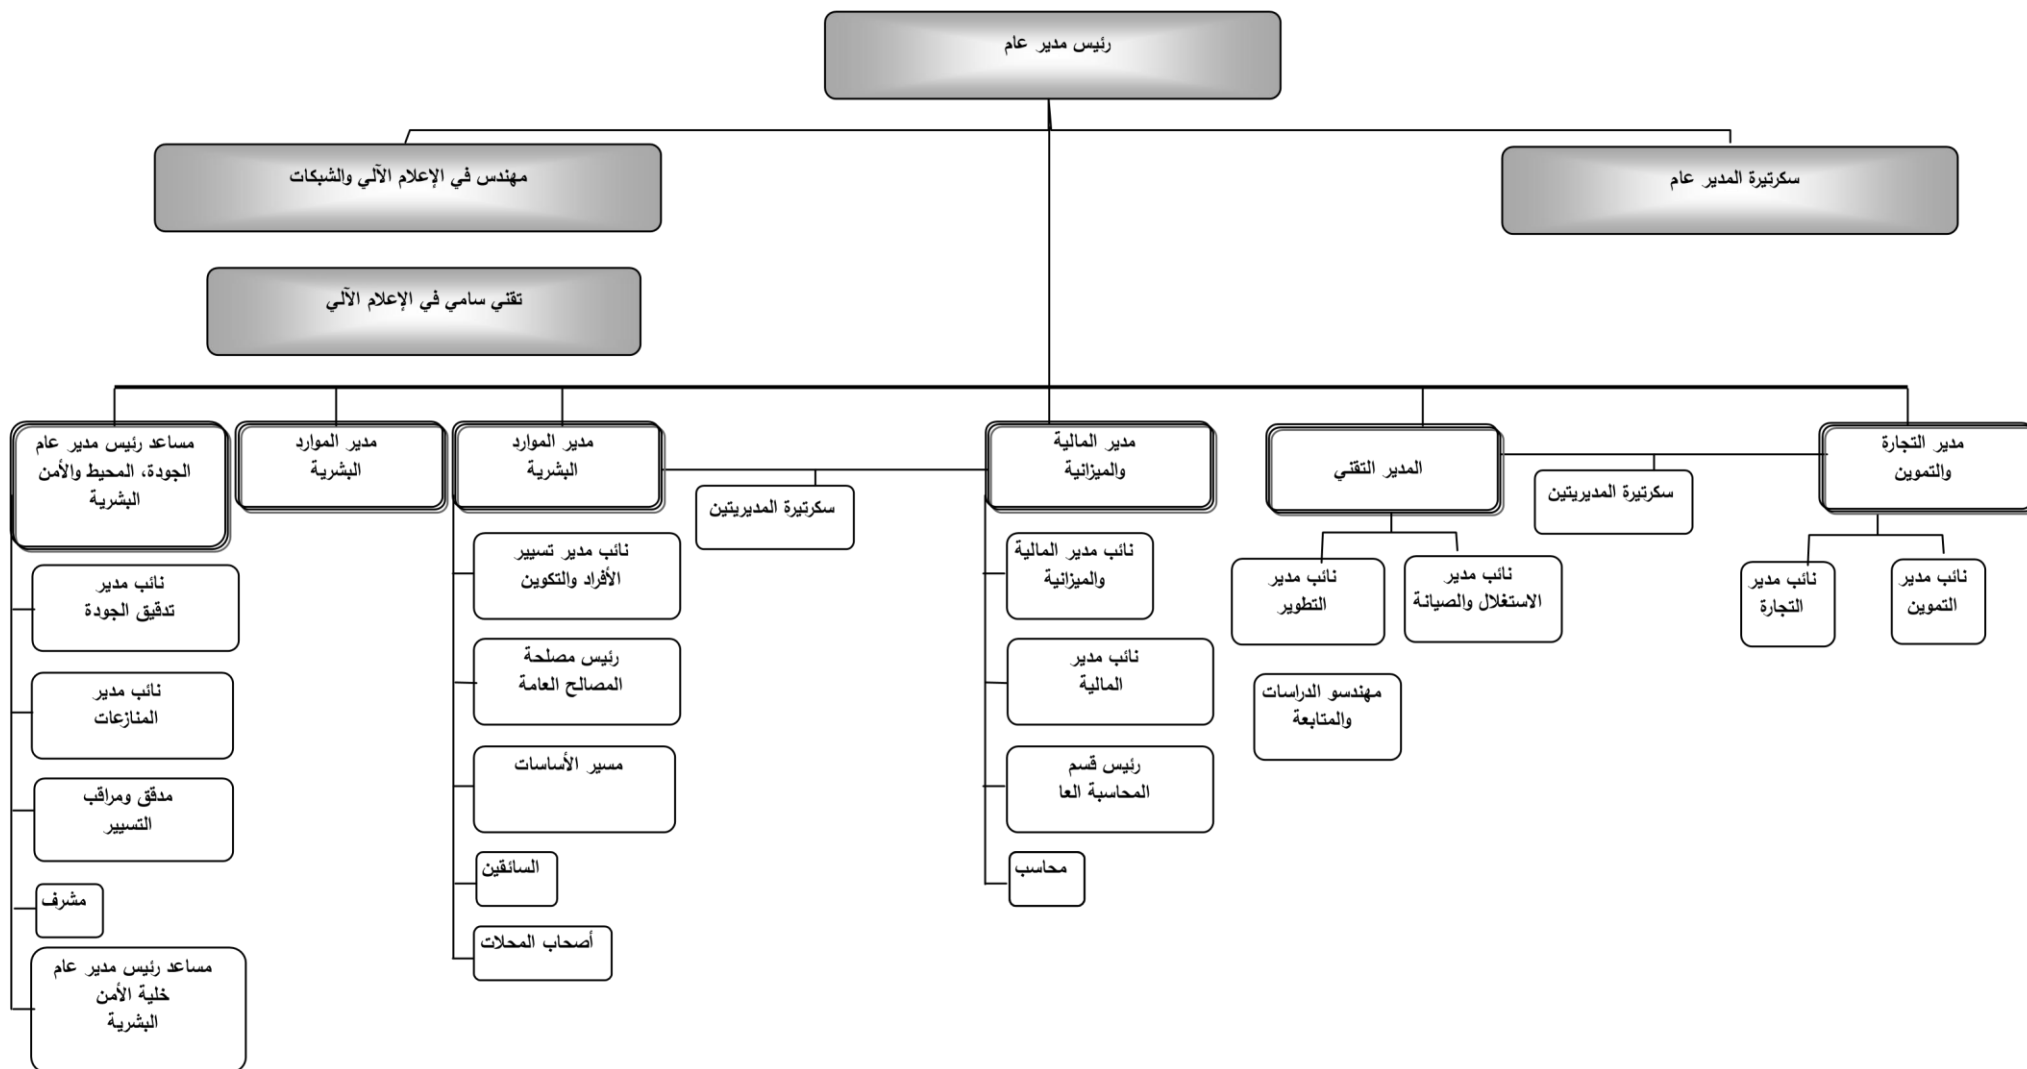 رئيس مدير عام
سكرتيرة المدير عام
مهندس في الإعلام الآلي والشبكات
تقني سامي في الإعلام الآلي
مدير التجارة
والتموين
سكرتيرة المديريتين
المدير التقني
مدير المالية
والميزانية
سكرتيرة المديريتين
مدير الموارد
البشرية
مدير الموارد
البشرية
مساعد رئيس مدير عام
الجودة، المحيط والأمن
البشرية
نائب مدير
التموين
نائب مدير
التجارة
نائب مدير
الاستغلال والصيانة
نائب مدير
التطوير
مهندسو الدراسات
والمتابعة
نائب مدير المالية
والميزانية
نائب مدير
المالية
رئيس قسم
المحاسبة العا
محاسب
نائب مدير تسيير
الأفراد والتكوين
رئيس مصلحة
المصالح العامة
مسير الأساسات
السائقين
أصحاب المحلات
نائب مدير
تدقيق الجودة
نائب مدير
المنازعات
مدقق ومراقب
التسيير
مشرف
مساعد رئيس مدير عام
خلية الأمن
البشرية